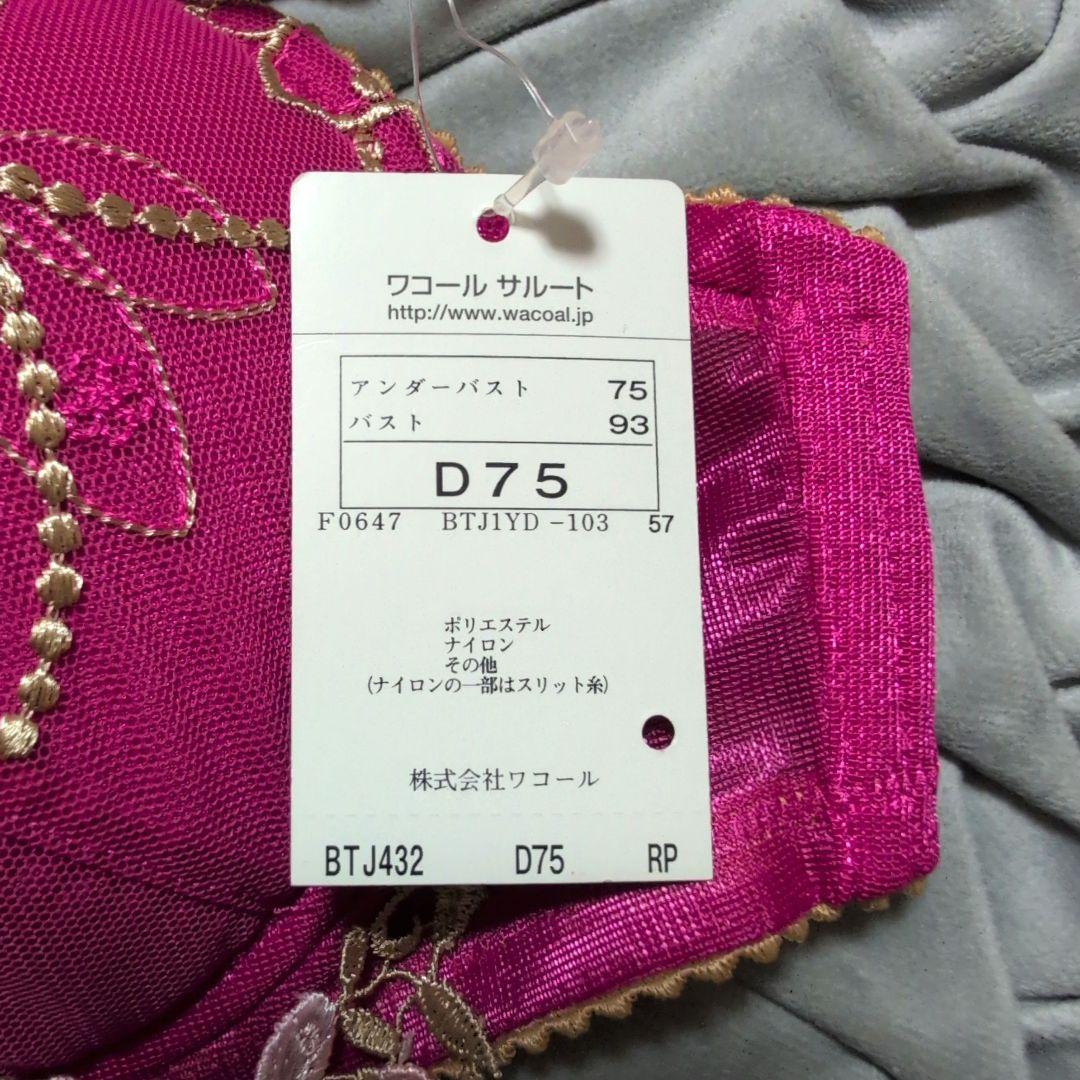 ワコール サルート
http://www.wacoal.jp
アンダーバスト 75
バスト 93
D75
F0647 BTJ1YD-103 57
ポリエステル
ナイロン
その他
(ナイロンの一部はスリット糸)
株式会社ワコール
BTJ432 D75 RP